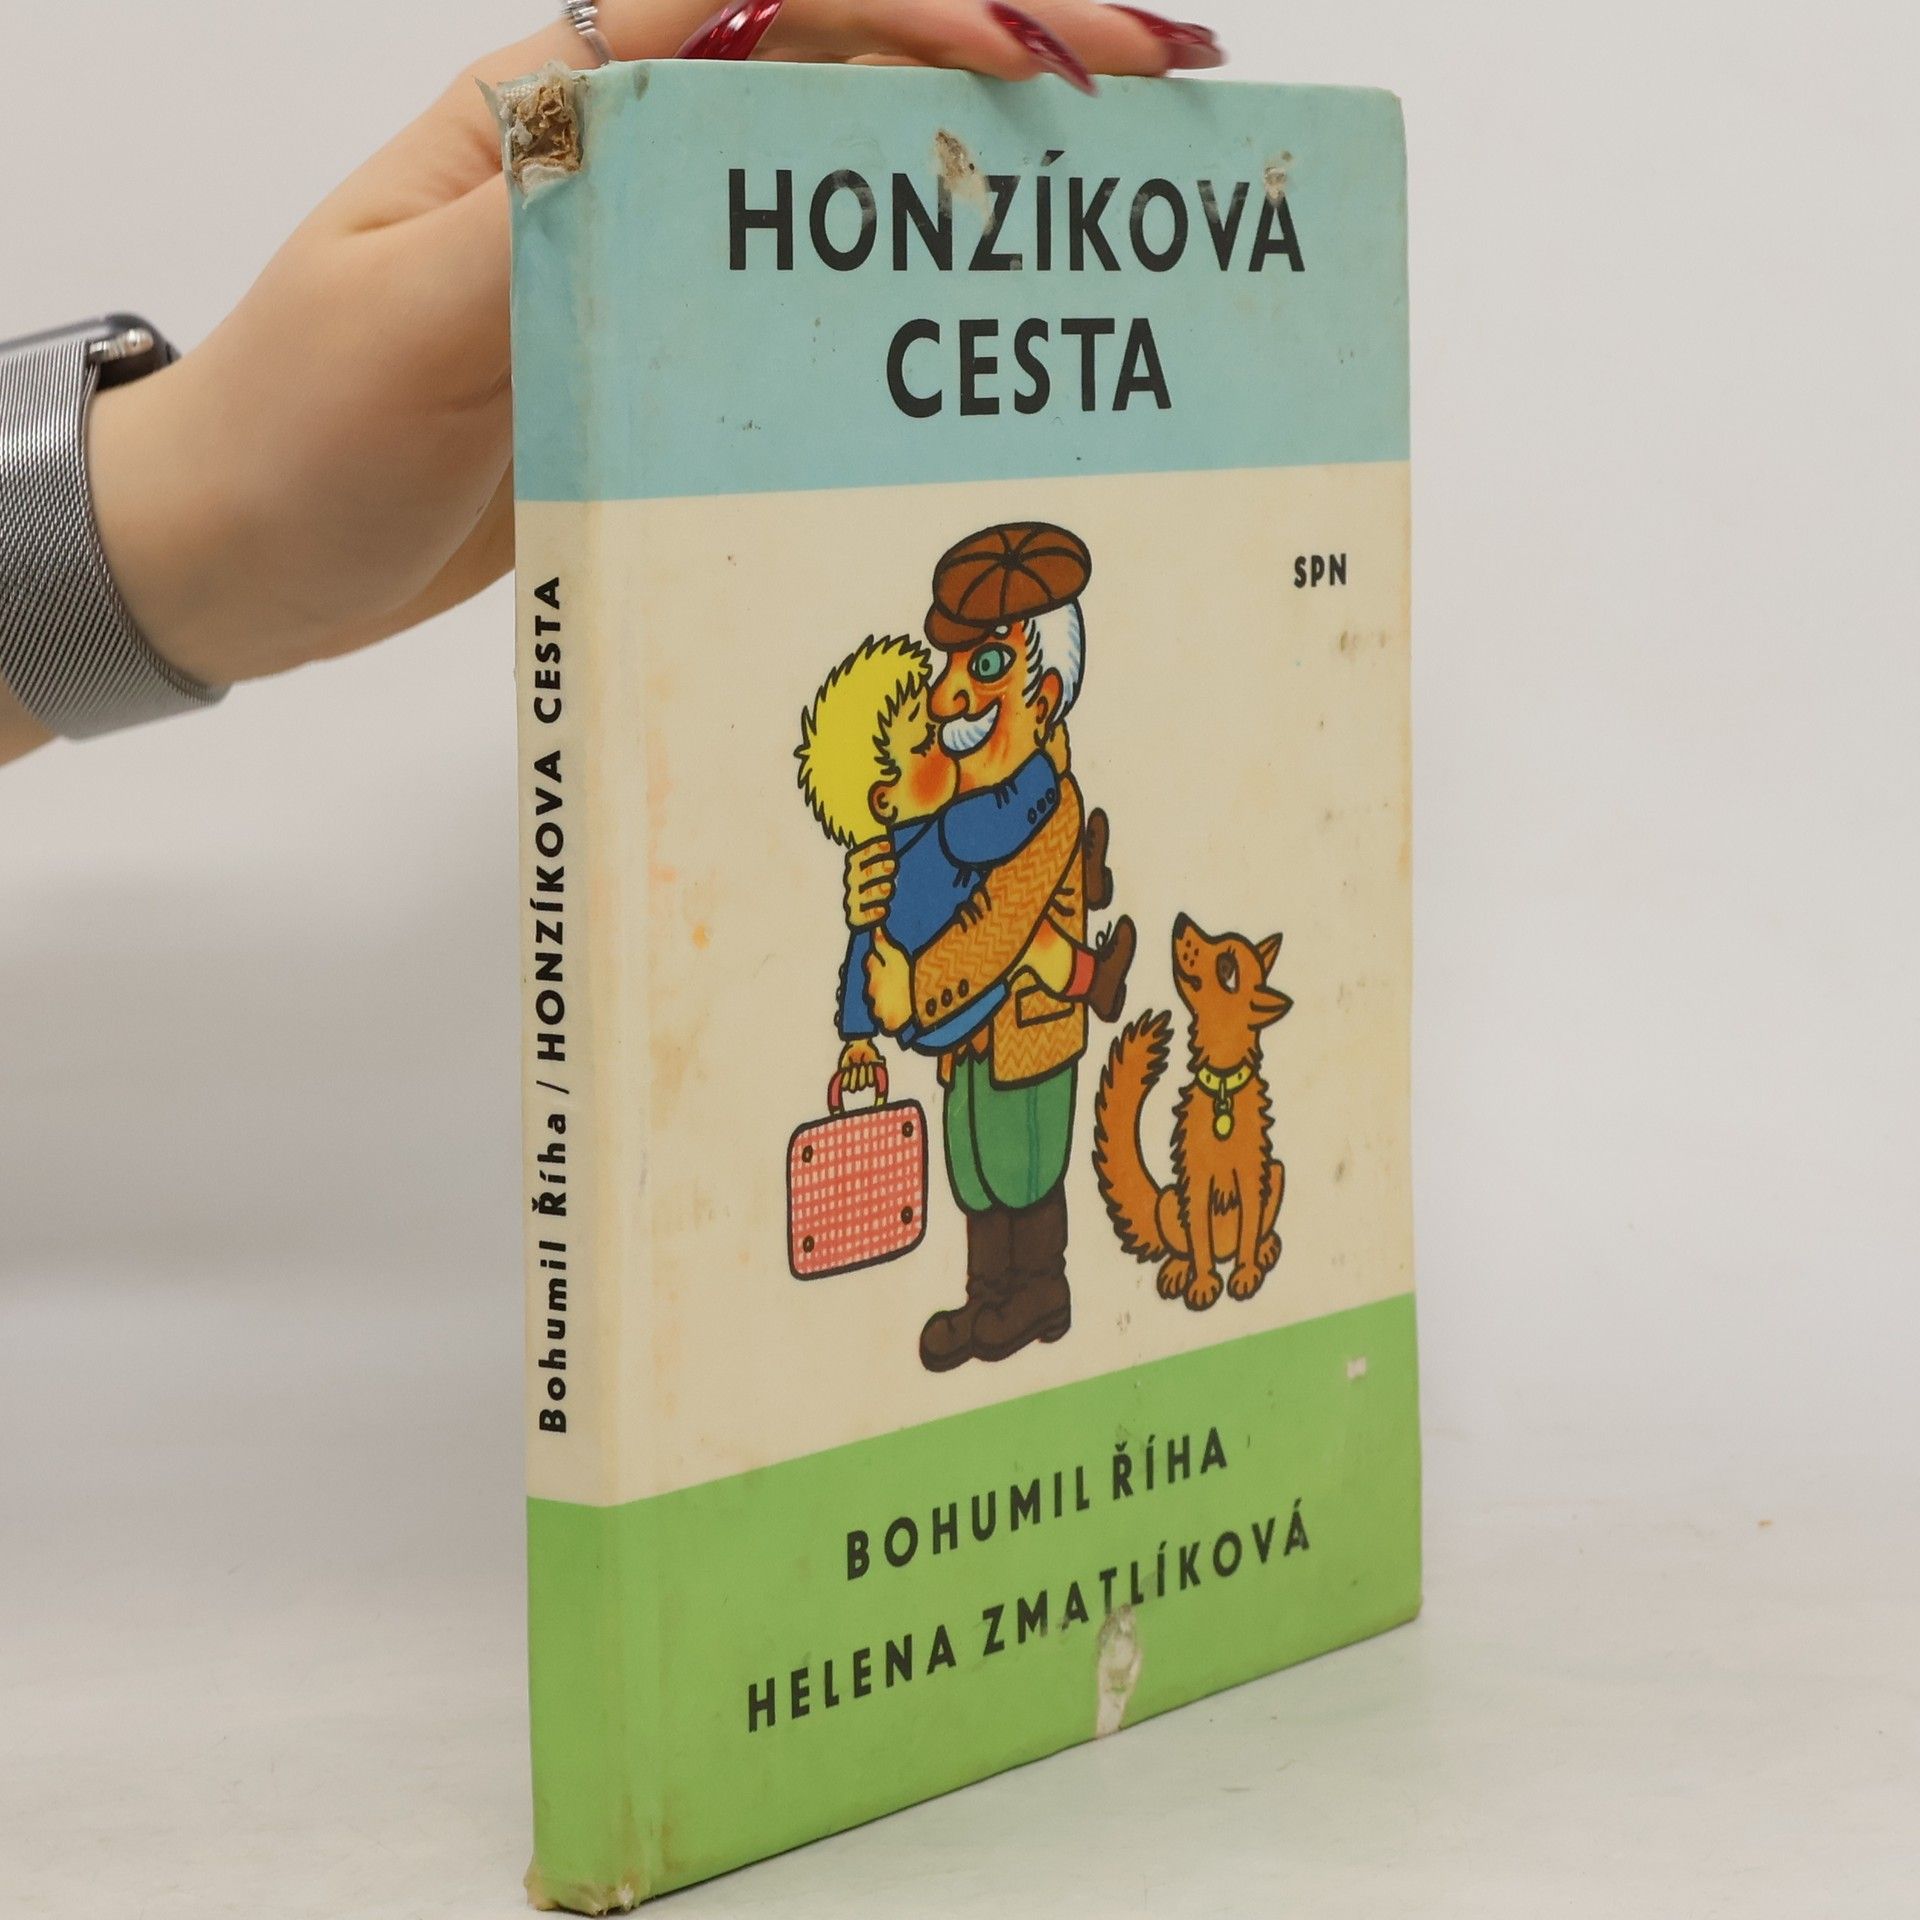 HONZÍKOVA
CESTA
SPN
BOHUMIL ŘÍHA
HELENA ZMATLÍKOVÁ
Bohumil Říha / HONZÍKOVA CESTA